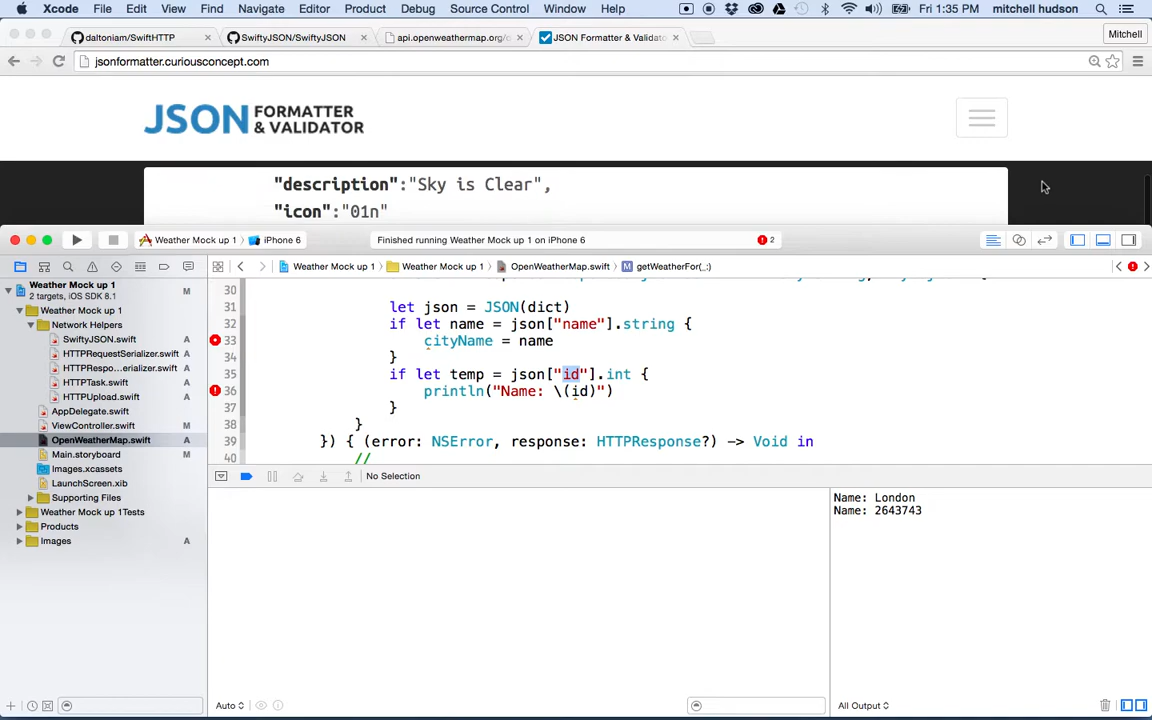 Xcode File Edit View Find Navigate Editor Product Debug Source Control Window Help Fri 1:35 PM mitchell hudson
daltoniam/SwiftHTTP SwiftyJSON/SwiftyJSON api.openweathermap.org/ JSON Formatter & Validato Mitchell
jsonformatter.curiousconcept.com
JSON FORMATTER
& VALIDATOR
"description":"Sky is Clear",
"icon":"01n"
Weather Mock up 1 iPhone 6 Finished running Weather Mock up 1 on iPhone 6 2
Weather Mock up 1 Weather Mock up 1 OpenWeatherMap.swift M getWeatherFor(_:)
Weather Mock up 1 M
2 targets, iOS SDK 8.1
Weather Mock up 1
Network Helpers
SwiftyJSON.swift A
HTTPRequestSerializer.swift A
HTTPRespo...erializer.swift A
HTTPTask.swift A
HTTPUpload.swift A
AppDelegate.swift A
ViewController.swift M
OpenWeatherMap.swift A
Main.storyboard M
Images.xcassets A
LaunchScreen.xib A
Supporting Files
Weather Mock up 1Tests
Products
Images A
30
31 let json = JSON(dict)
32 if let name = json["name"].string {
33 cityName = name
34 }
35 if let temp = json["id"].int {
36 println("Name: \(id)")
37 }
38 }
39 }) { (error: NSError, response: HTTPResponse?) -> Void in
40 //
No Selection
Name: London
Name: 2643743
Auto
All Output